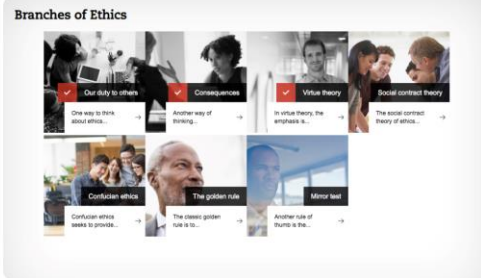 Branches of Ethics
Our duty to others
One way to think
about ethics...
Consequences
Another way of
thinking...
Virtue theory
In virtue theory, the
emphasis is...
Social contract theory
The social contract
theory of ethics...
Confucian ethics
Confucian ethics
seeks to provide...
The golden rule
The classic golden
rule is to...
Mirror test
Another rule of
thumb is the...